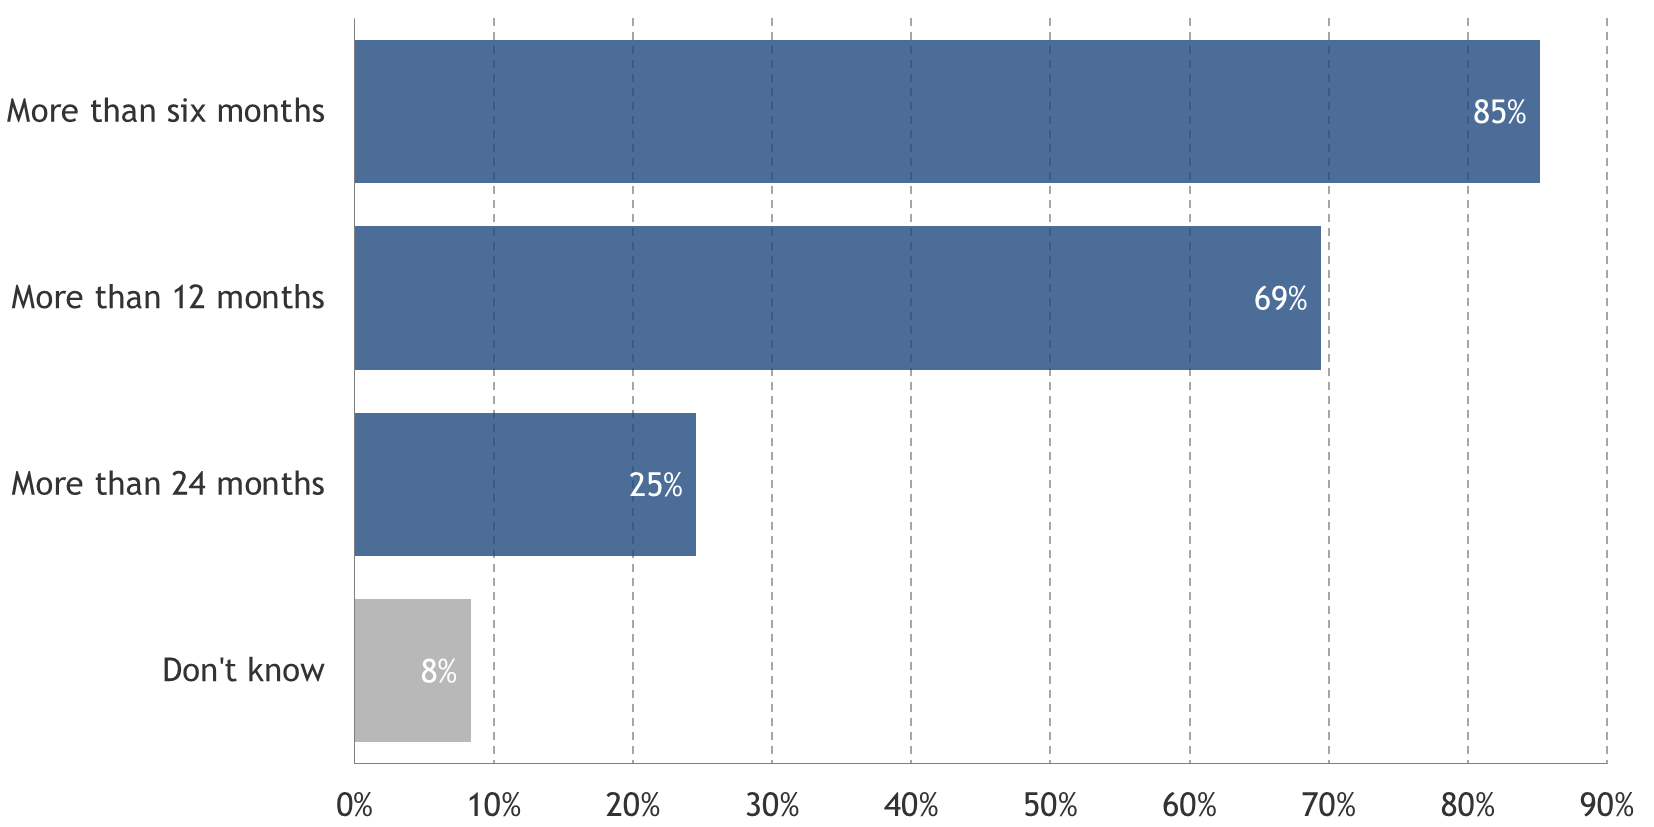 More than six months 85%
More than 12 months 69%
More than 24 months 25%
Don't know 8%
0% 10% 20% 30% 40% 50% 60% 70% 80% 90%